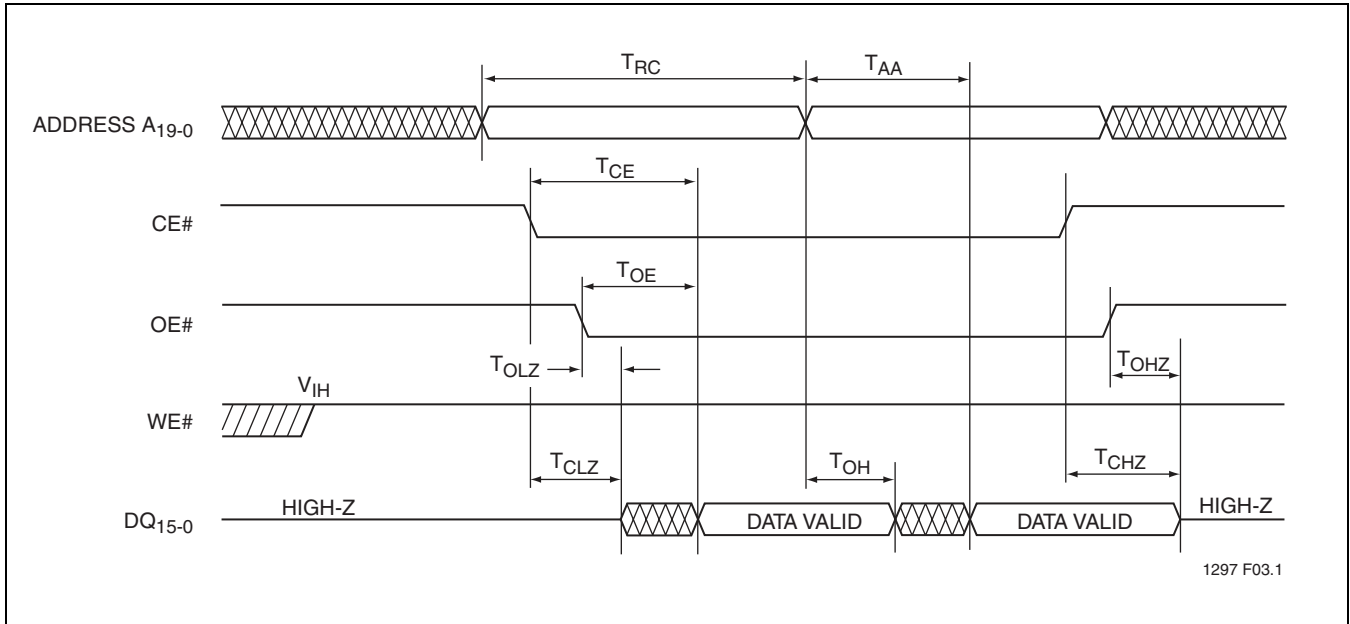 TRC
TAA
ADDRESS A19-0
TCE
CE#
TOE
OE#
TOLZ
TOHZ
VIH
WE#
TCLZ
TOH
TCHZ
HIGH-Z
DATA VALID
DATA VALID
HIGH-Z
DQ15-0
1297 F03.1